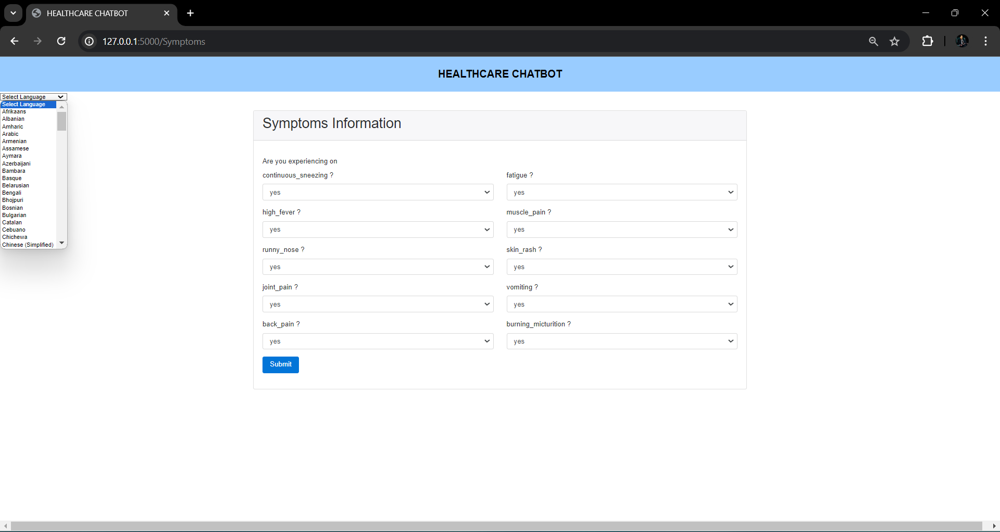 HEALTHCARE CHATBOT
127.0.0.1:5000/Symptoms
HEALTHCARE CHATBOT
Select Language
Select Language
Afrikaans
Albanian
Amharic
Arabic
Armenian
Assamese
Aymara
Azerbaijani
Bambara
Basque
Belarusian
Bengali
Bhojpuri
Bosnian
Bulgarian
Catalan
Cebuano
Chichewa
Chinese (Simplified)
Symptoms Information
Are you experiencing on
continuous_sneezing ?
fatigue ?
yes
yes
high_fever ?
muscle_pain ?
yes
yes
runny_nose ?
skin_rash ?
yes
yes
joint_pain ?
vomiting ?
yes
yes
back_pain ?
burning_micturition ?
yes
yes
Submit